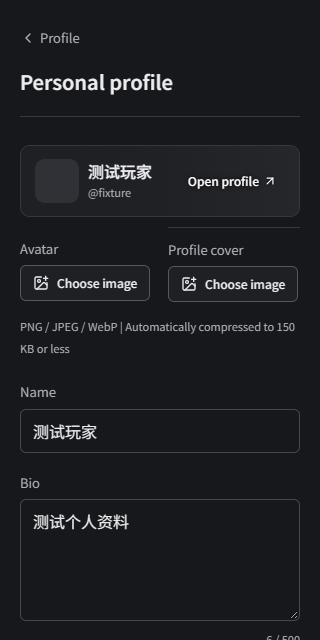 Profile
Personal profile
测试玩家
@fixture
Open profile
Avatar
Profile cover
Choose image
Choose image
PNG / JPEG / WebP | Automatically compressed to 150
KB or less
Name
测试玩家
Bio
测试个人资料
6 / 500